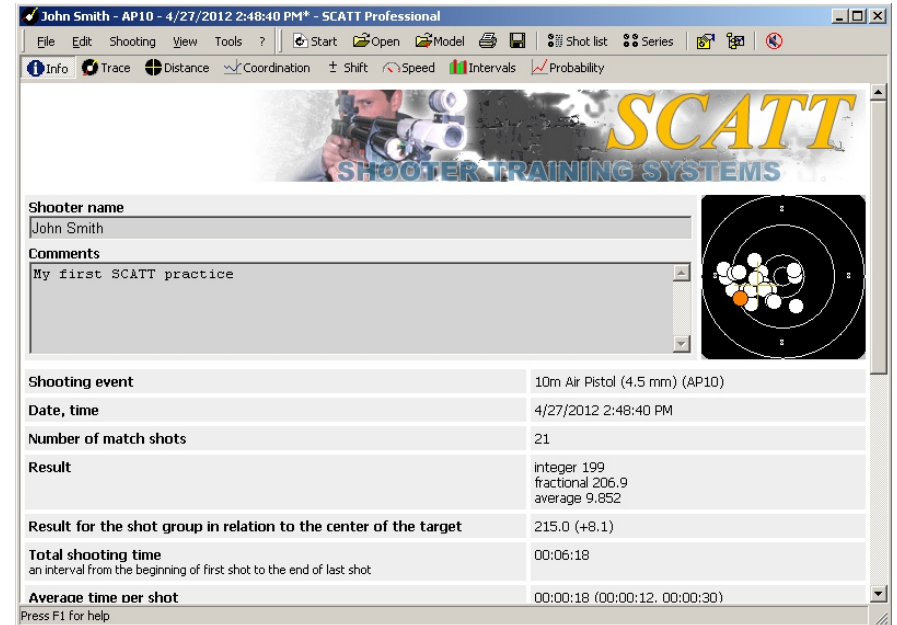 John Smith - AP10 - 4/27/2012 2:48:40 PM* - SCATT Professional
File Edit Shooting View Tools ? Start Open Model Shot list Series
Info Trace Distance Coordination ± Shift Speed Intervals Probability
SCATT
SHOOTER TRAINING SYSTEMS
Shooter name
John Smith
Comments
My first SCATT practice
8
8 8
8
Shooting event 10m Air Pistol (4.5 mm) (AP10)
Date, time 4/27/2012 2:48:40 PM
Number of match shots 21
Result integer 199
fractional 206.9
average 9.852
Result for the shot group in relation to the center of the target 215.0 (+8.1)
Total shooting time 00:06:18
an interval from the beginning of first shot to the end of last shot
Average time per shot 00:00:18 (00:00:12, 00:00:30)
Press F1 for help